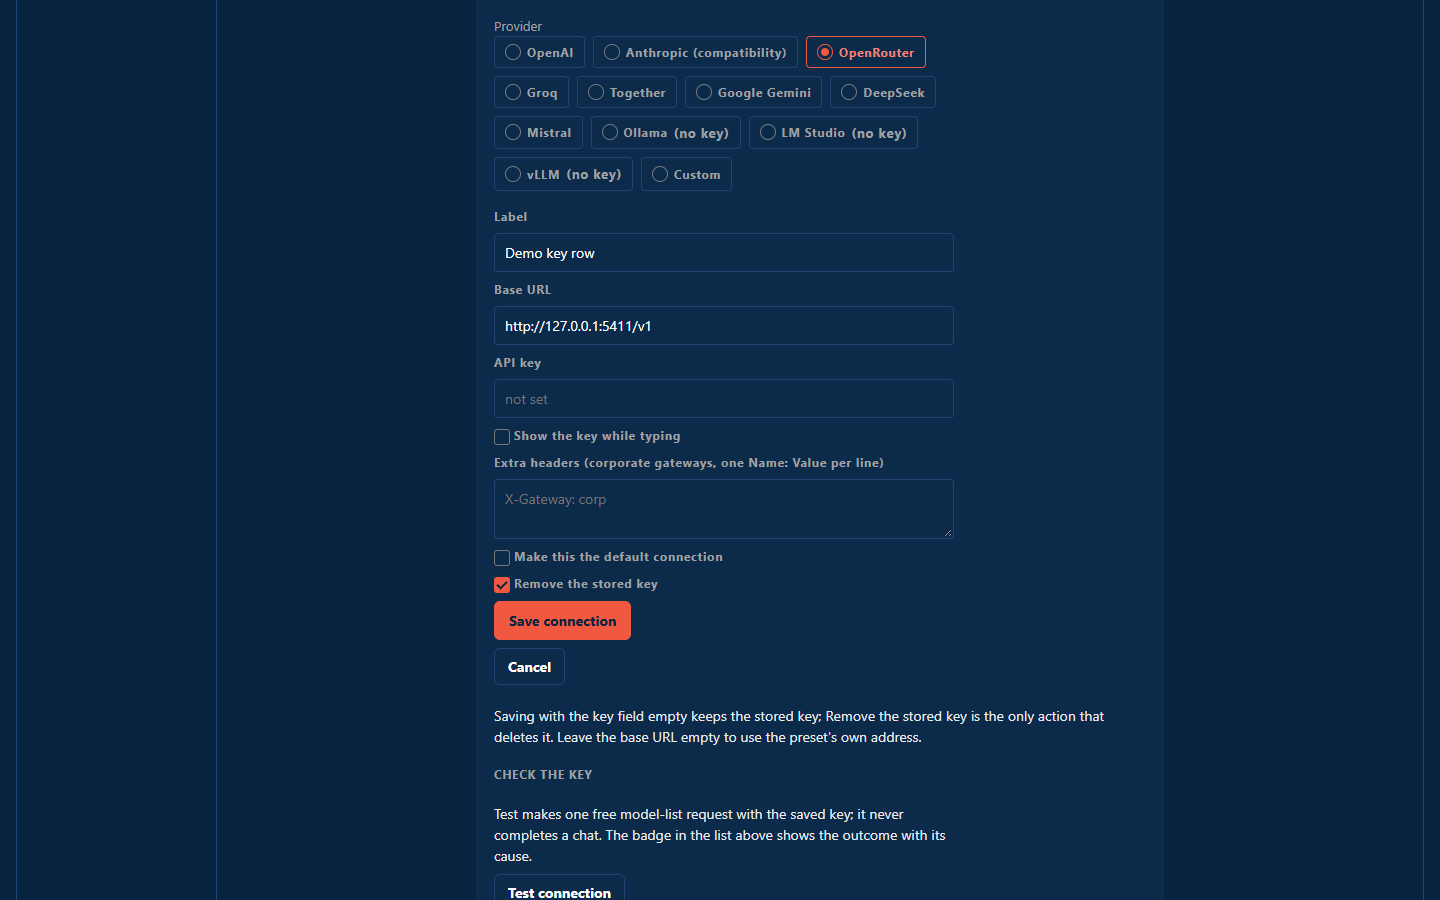 Provider
OpenAI Anthropic (compatibility) OpenRouter
Groq Together Google Gemini DeepSeek
Mistral Ollama (no key) LM Studio (no key)
vLLM (no key) Custom
Label
Demo key row
Base URL
http://127.0.0.1:5411/v1
API key
not set
Show the key while typing
Extra headers (corporate gateways, one Name: Value per line)
X-Gateway: corp
Make this the default connection
Remove the stored key
Save connection
Cancel
Saving with the key field empty keeps the stored key; Remove the stored key is the only action that
deletes it. Leave the base URL empty to use the preset's own address.
CHECK THE KEY
Test makes one free model-list request with the saved key; it never
completes a chat. The badge in the list above shows the outcome with its
cause.
Test connection